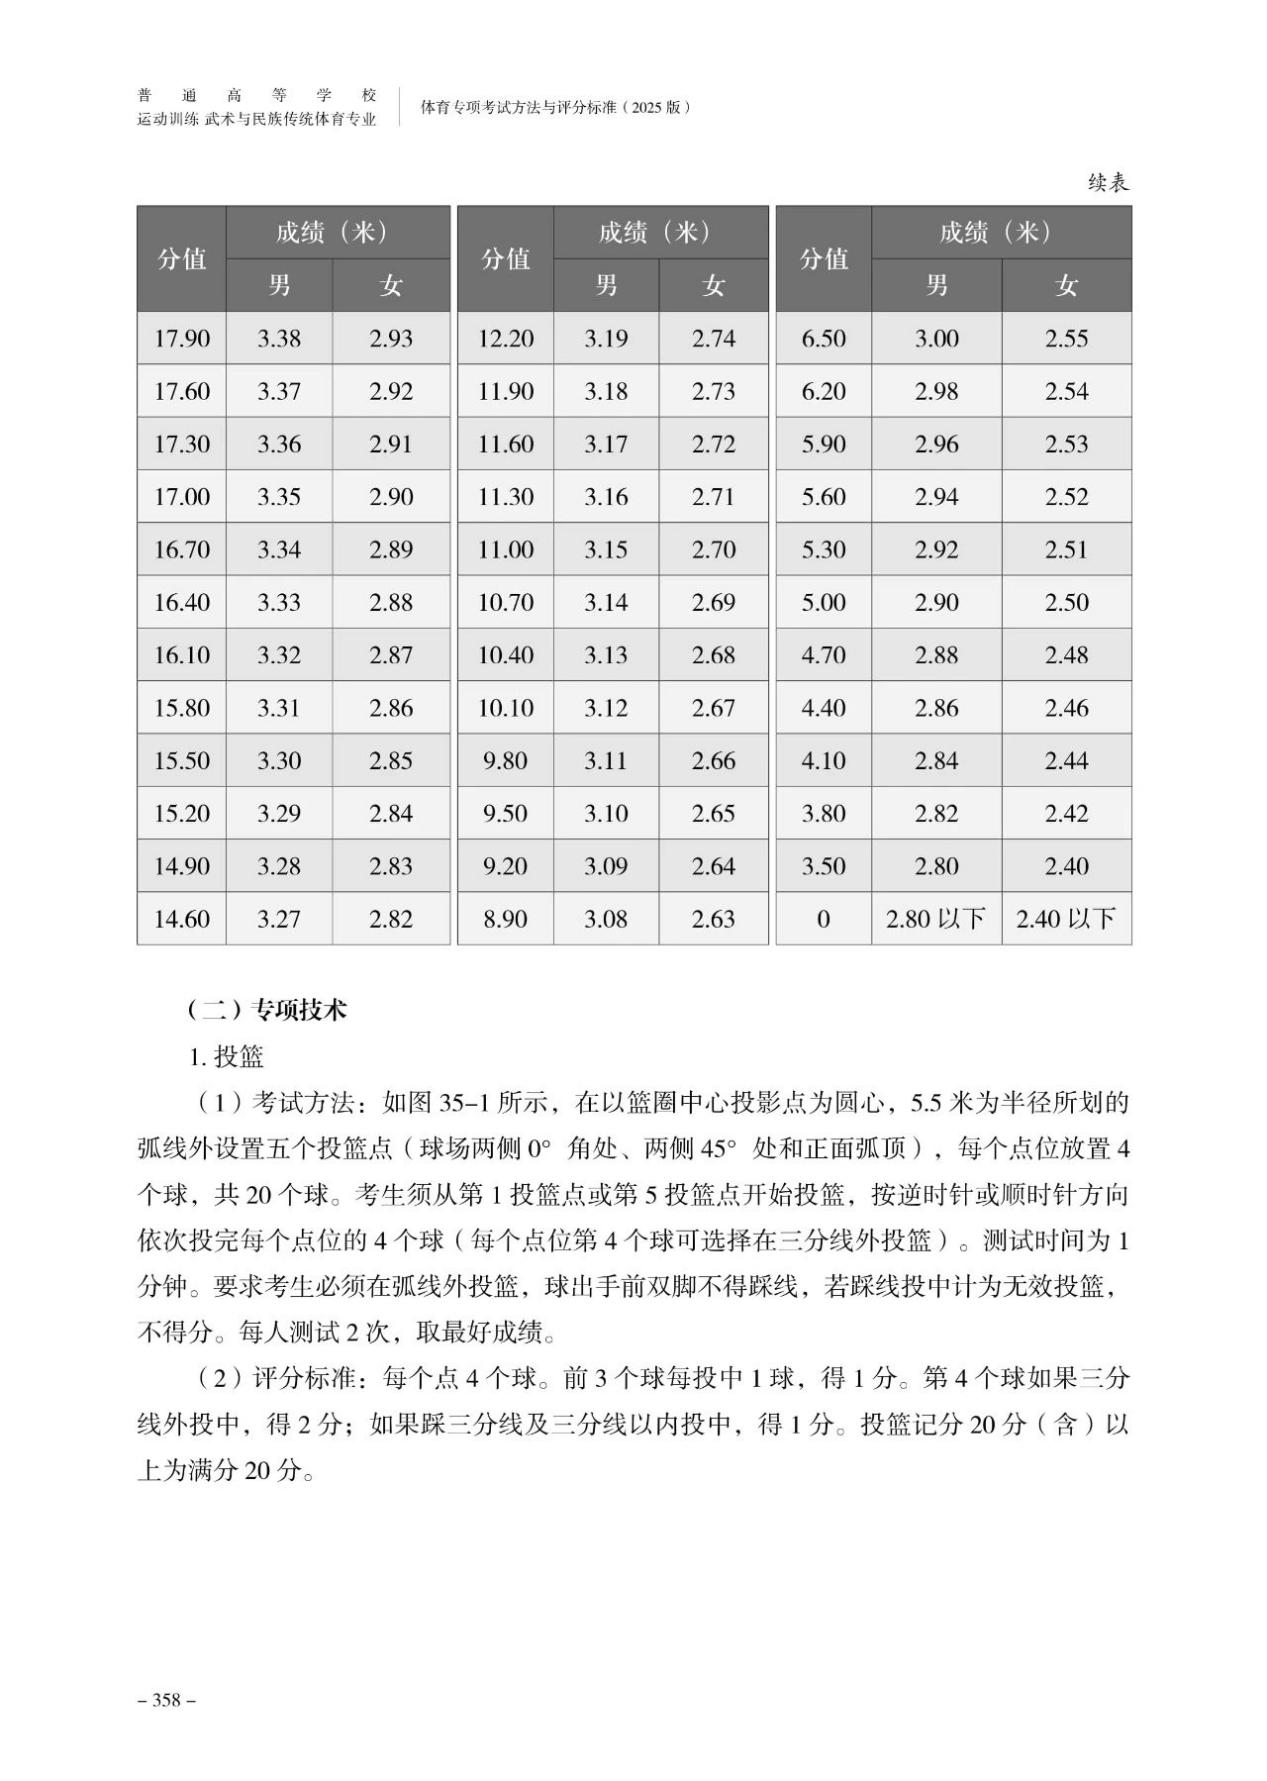 普通高等学校
运动训练 武术与民族传统体育专业
体育专项考试方法与评分标准（2025 版）
续表
分值 成绩（米） 分值 成绩（米） 分值 成绩（米）
男 女 男 女 男 女
17.90 3.38 2.93 12.20 3.19 2.74 6.50 3.00 2.55
17.60 3.37 2.92 11.90 3.18 2.73 6.20 2.98 2.54
17.30 3.36 2.91 11.60 3.17 2.72 5.90 2.96 2.53
17.00 3.35 2.90 11.30 3.16 2.71 5.60 2.94 2.52
16.70 3.34 2.89 11.00 3.15 2.70 5.30 2.92 2.51
16.40 3.33 2.88 10.70 3.14 2.69 5.00 2.90 2.50
16.10 3.32 2.87 10.40 3.13 2.68 4.70 2.88 2.48
15.80 3.31 2.86 10.10 3.12 2.67 4.40 2.86 2.46
15.50 3.30 2.85 9.80 3.11 2.66 4.10 2.84 2.44
15.20 3.29 2.84 9.50 3.10 2.65 3.80 2.82 2.42
14.90 3.28 2.83 9.20 3.09 2.64 3.50 2.80 2.40
14.60 3.27 2.82 8.90 3.08 2.63 0 2.80 以下 2.40 以下
（二）专项技术
1. 投篮
（1）考试方法：如图 35–1 所示，在以篮圈中心投影点为圆心，5.5 米为半径所划的
弧线外设置五个投篮点（球场两侧 0° 角处、两侧 45° 处和正面弧顶），每个点位放置 4
个球，共 20 个球。考生须从第 1 投篮点或第 5 投篮点开始投篮，按逆时针或顺时针方向
依次投完每个点位的 4 个球（每个点位第 4 个球可选择在三分线外投篮）。测试时间为 1
分钟。要求考生必须在弧线外投篮，球出手前双脚不得踩线，若踩线投中计为无效投篮，
不得分。每人测试 2 次，取最好成绩。
（2）评分标准：每个点 4 个球。前 3 个球每投中 1 球，得 1 分。第 4 个球如果三分
线外投中，得 2 分；如果踩三分线及三分线以内投中，得 1 分。投篮记分 20 分（含）以
上为满分 20 分。
– 358 –